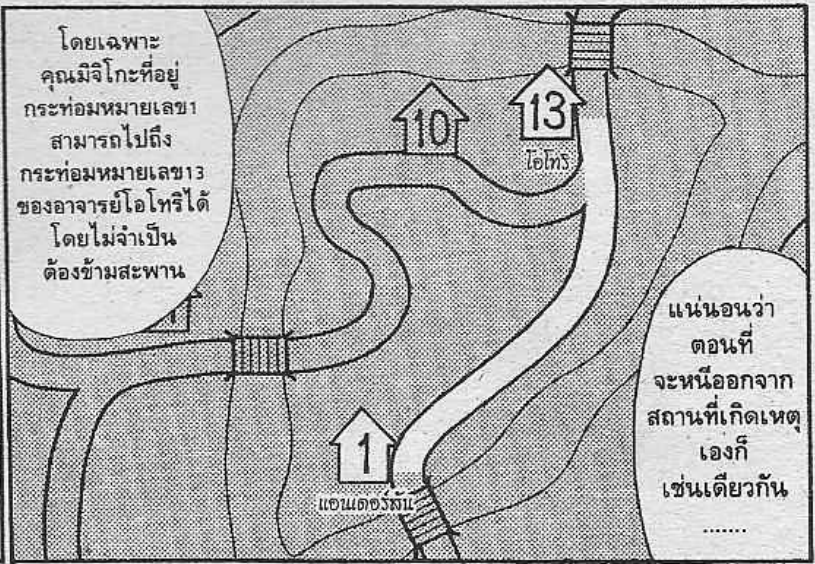 โดยเฉพาะ
คุณมิจิโกะที่อยู่
กระท่อมหมายเลข1
สามารถไปถึง
กระท่อมหมายเลข13
ของอาจารย์โอโทริได้
โดยไม่จำเป็น
ต้องข้ามสะพาน
10
13
โอโทริ
1
แอนเดอร์สัน
แน่นอนว่า
ตอนที่
จะหนีออกจาก
สถานที่เกิดเหตุ
เองก็
เช่นเดียวกัน
.......